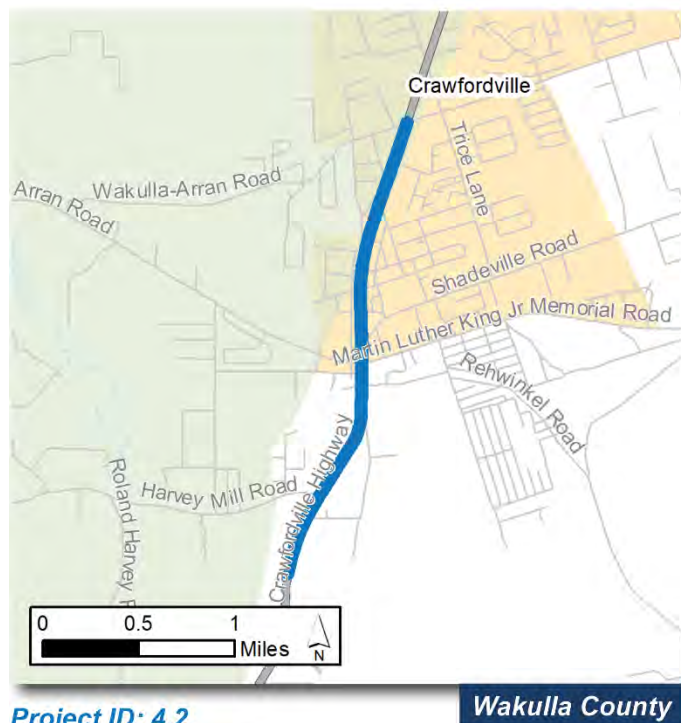 Crawfordville
Trice Lane
Wakulla-Arran Road
Arran Road
Shadeville Road
Martin Luther King Jr Memorial Road
Rehwinkel Road
Crawfordville Highway
Harvey Mill Road
Roland Harvey
0 0.5 1
Miles
N
Project ID: 4.2
Wakulla County